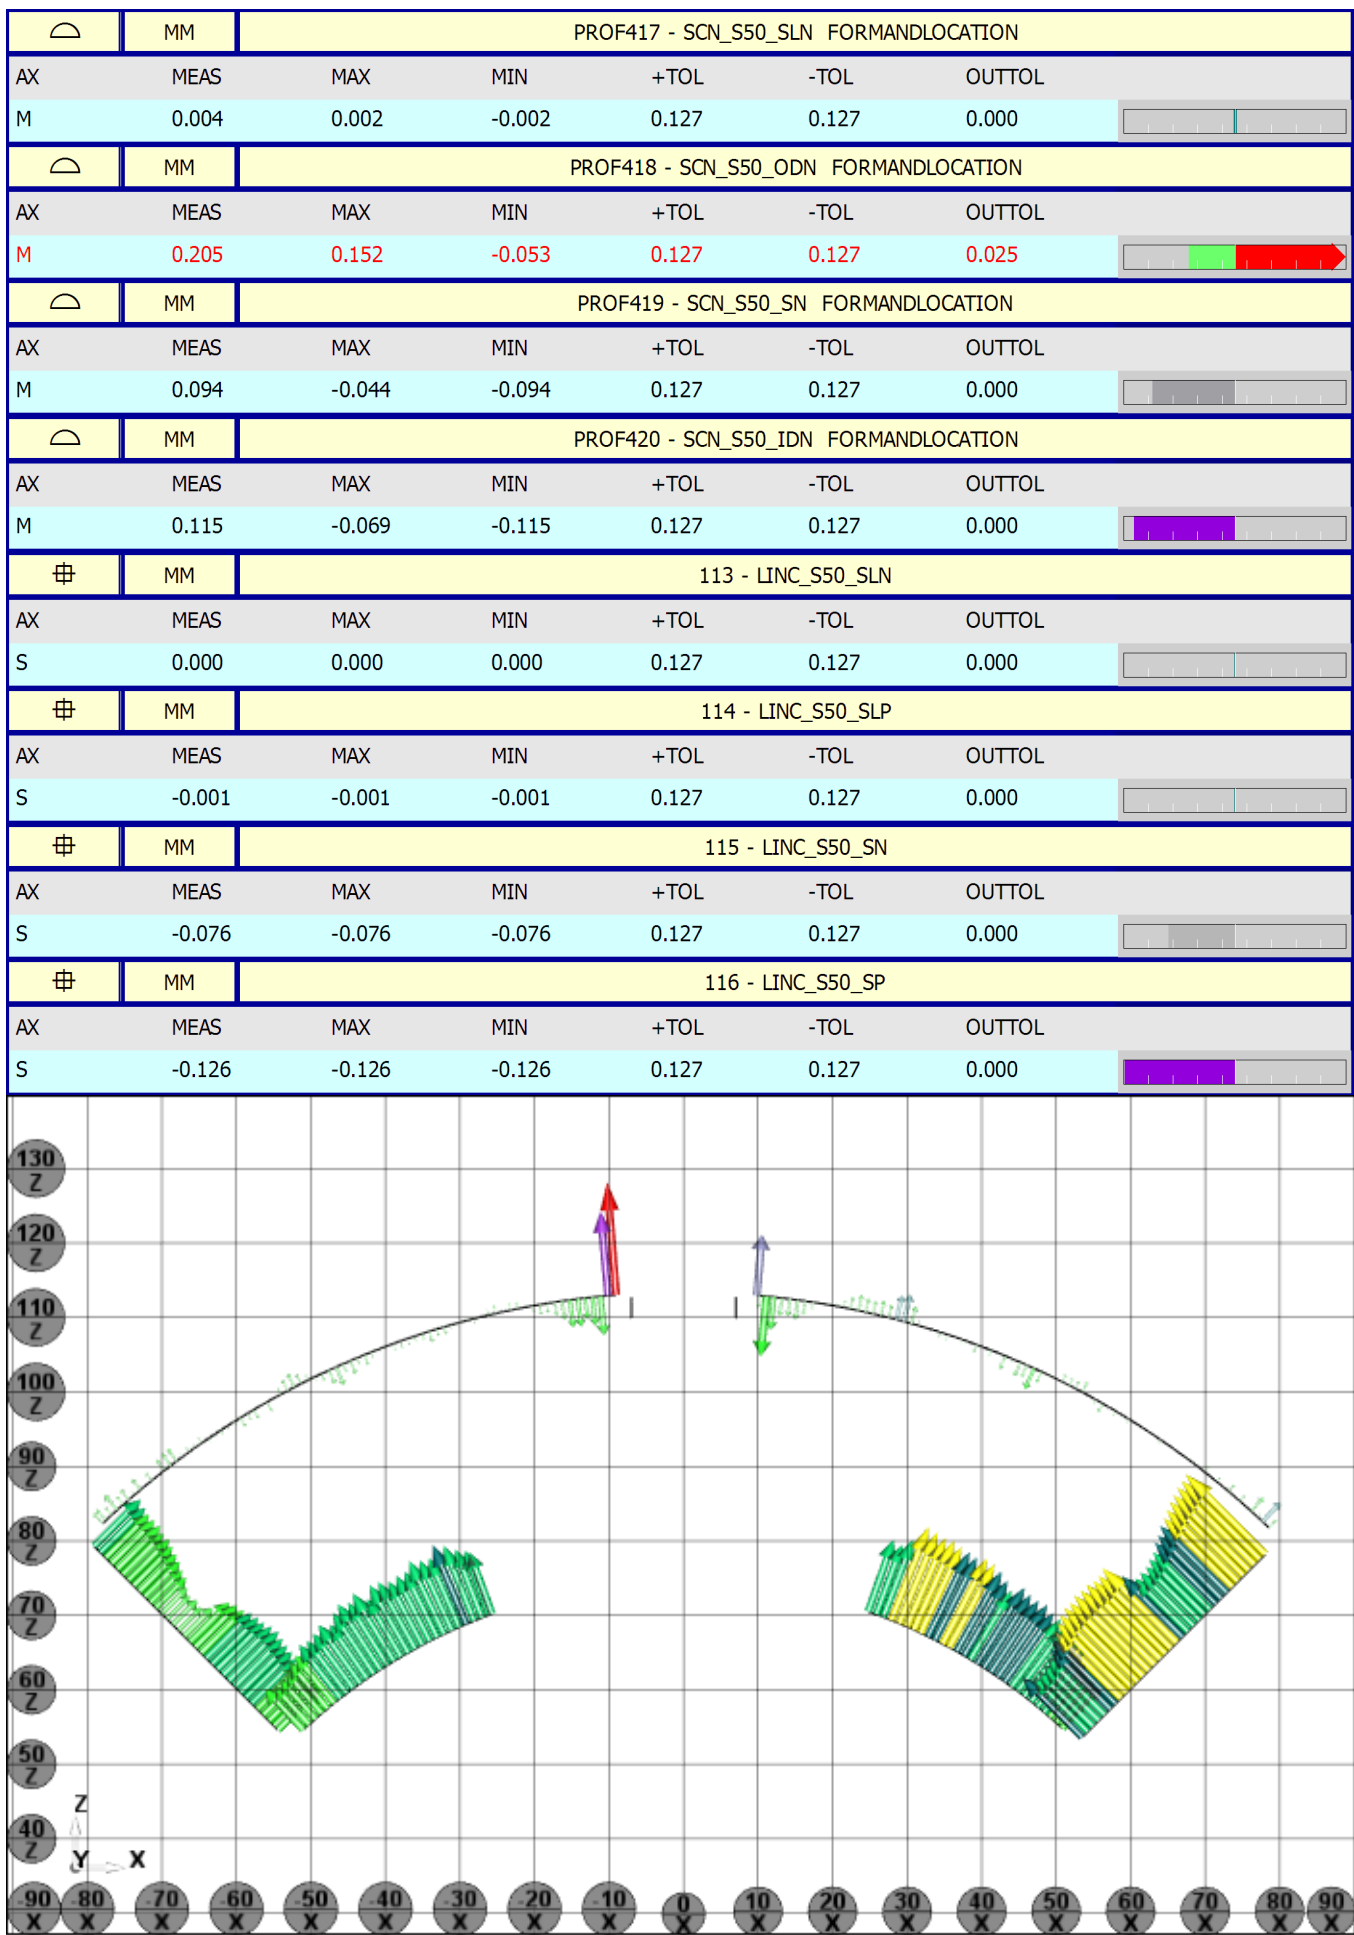 MM PROF417 - SCN_S50_SLN FORMANDLOCATION
AX MEAS MAX MIN +TOL -TOL OUTTOL
M 0.004 0.002 -0.002 0.127 0.127 0.000
MM PROF418 - SCN_S50_ODN FORMANDLOCATION
AX MEAS MAX MIN +TOL -TOL OUTTOL
M 0.205 0.152 -0.053 0.127 0.127 0.025
MM PROF419 - SCN_S50_SN FORMANDLOCATION
AX MEAS MAX MIN +TOL -TOL OUTTOL
M 0.094 -0.044 -0.094 0.127 0.127 0.000
MM PROF420 - SCN_S50_IDN FORMANDLOCATION
AX MEAS MAX MIN +TOL -TOL OUTTOL
M 0.115 -0.069 -0.115 0.127 0.127 0.000
MM 113 - LINC_S50_SLN
AX MEAS MAX MIN +TOL -TOL OUTTOL
S 0.000 0.000 0.000 0.127 0.127 0.000
MM 114 - LINC_S50_SLP
AX MEAS MAX MIN +TOL -TOL OUTTOL
S -0.001 -0.001 -0.001 0.127 0.127 0.000
MM 115 - LINC_S50_SN
AX MEAS MAX MIN +TOL -TOL OUTTOL
S -0.076 -0.076 -0.076 0.127 0.127 0.000
MM 116 - LINC_S50_SP
AX MEAS MAX MIN +TOL -TOL OUTTOL
S -0.126 -0.126 -0.126 0.127 0.127 0.000
130
Z
120
Z
110
Z
100
Z
90
Z
80
Z
70
Z
60
Z
50
Z
40
Z
Z
Y X
-90 -80 -70 -60 -50 -40 -30 -20 -10 0 10 20 30 40 50 60 70 80 90
X X X X X X X X X X X X X X X X X X X